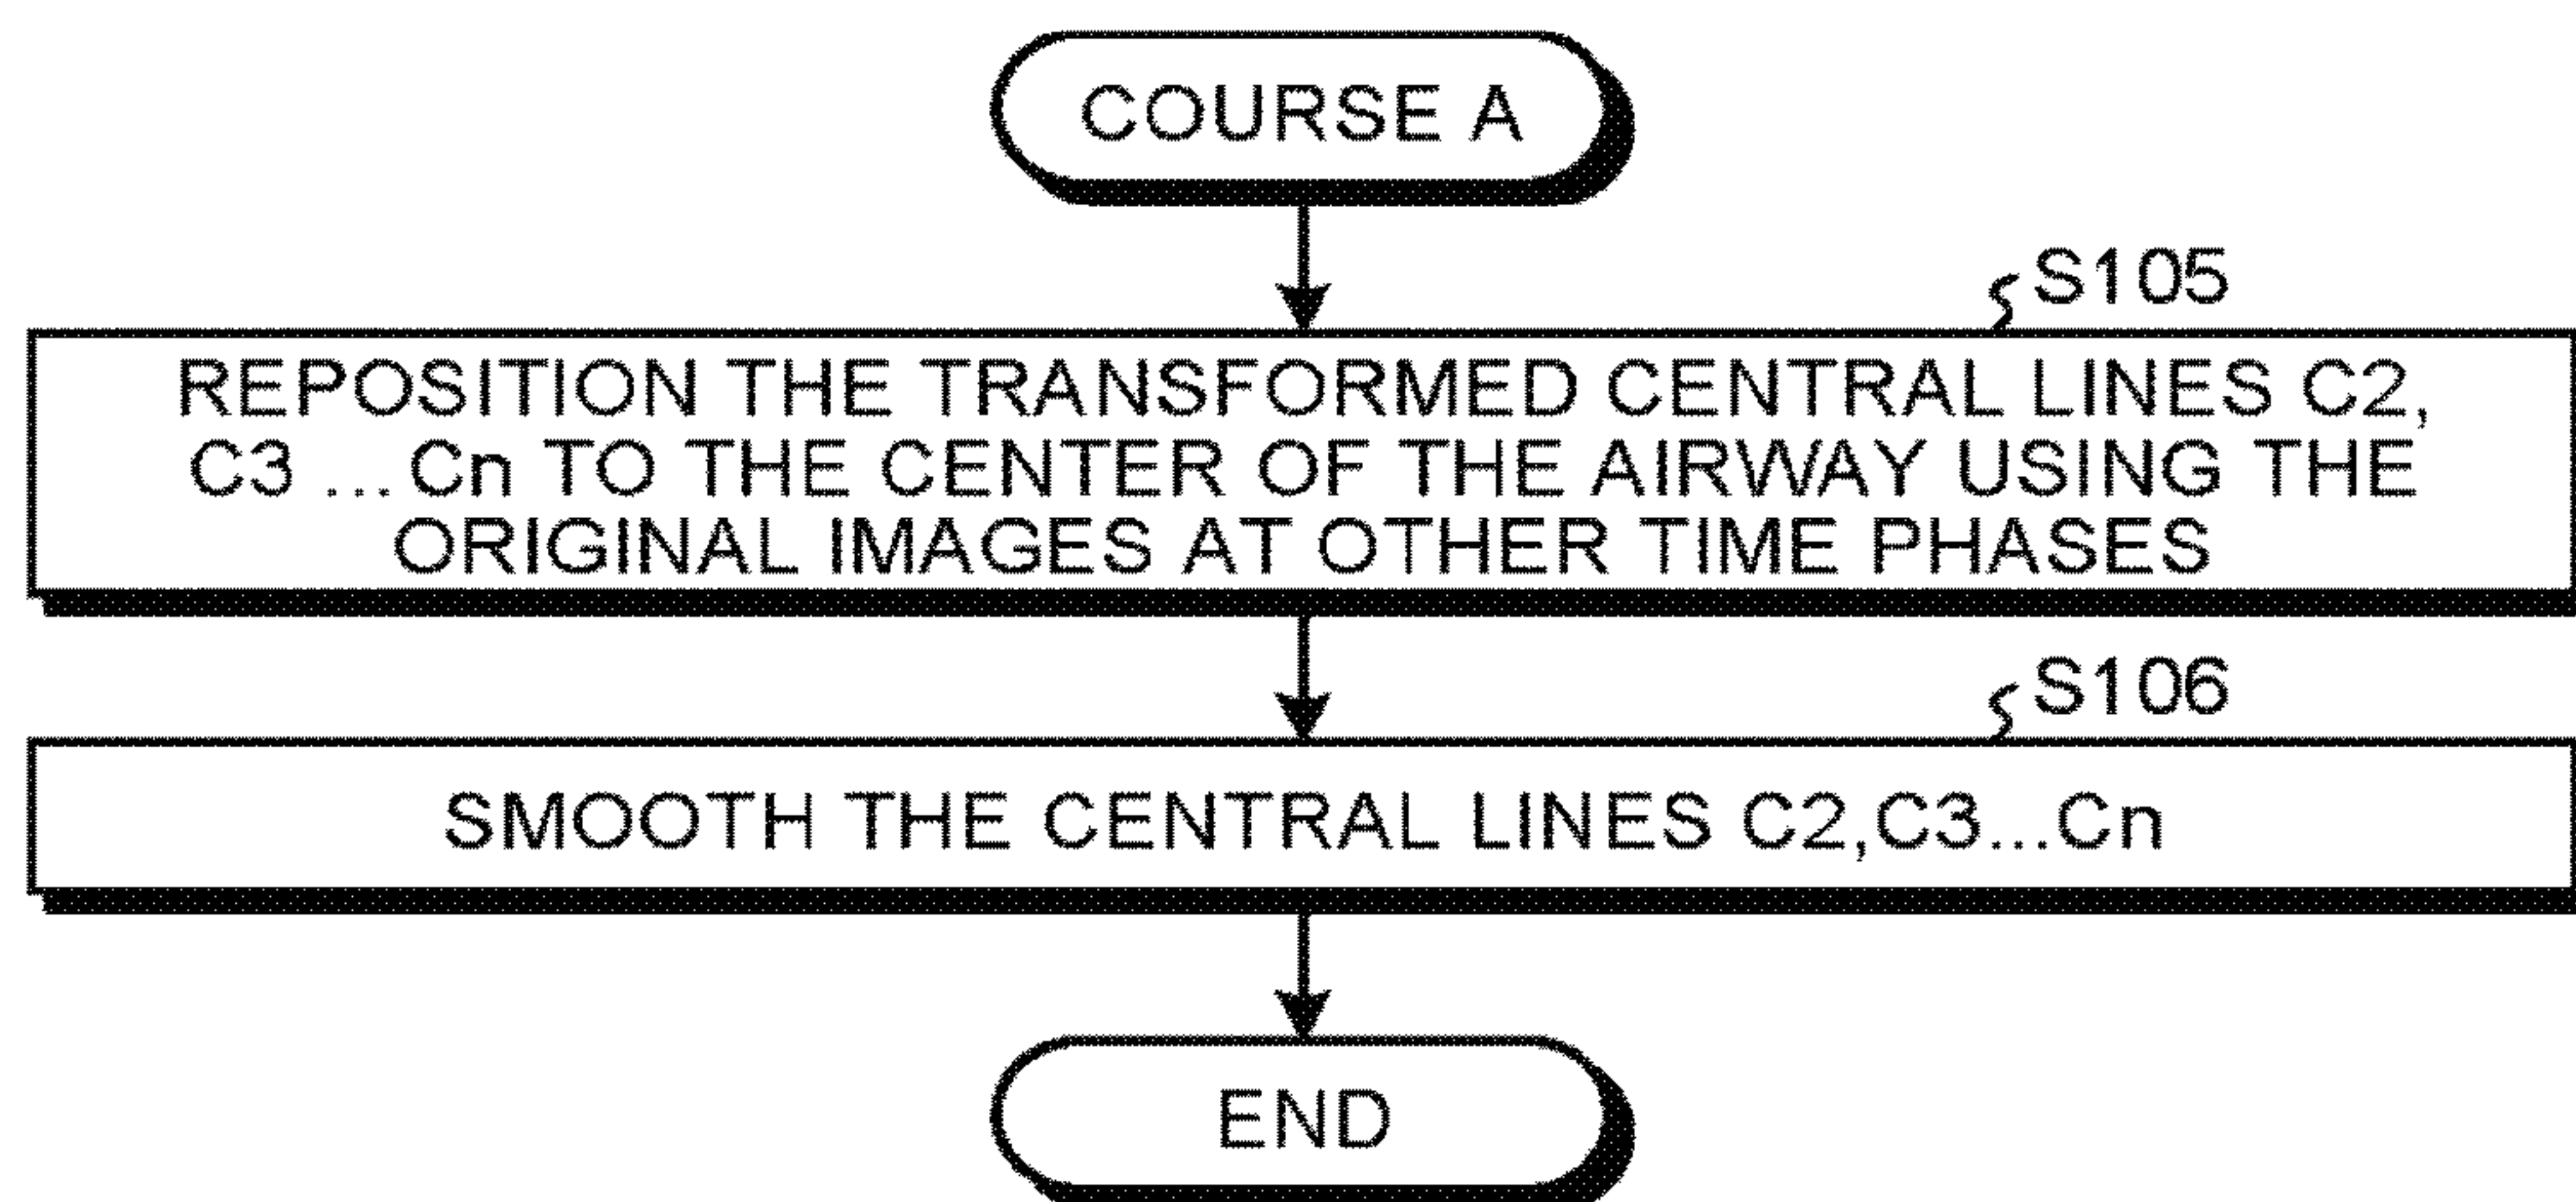 COURSE A
S105
REPOSITION THE TRANSFORMED CENTRAL LINES C2,
C3 ... Cn TO THE CENTER OF THE AIRWAY USING THE
ORIGINAL IMAGES AT OTHER TIME PHASES
S106
SMOOTH THE CENTRAL LINES C2,C3...Cn
END